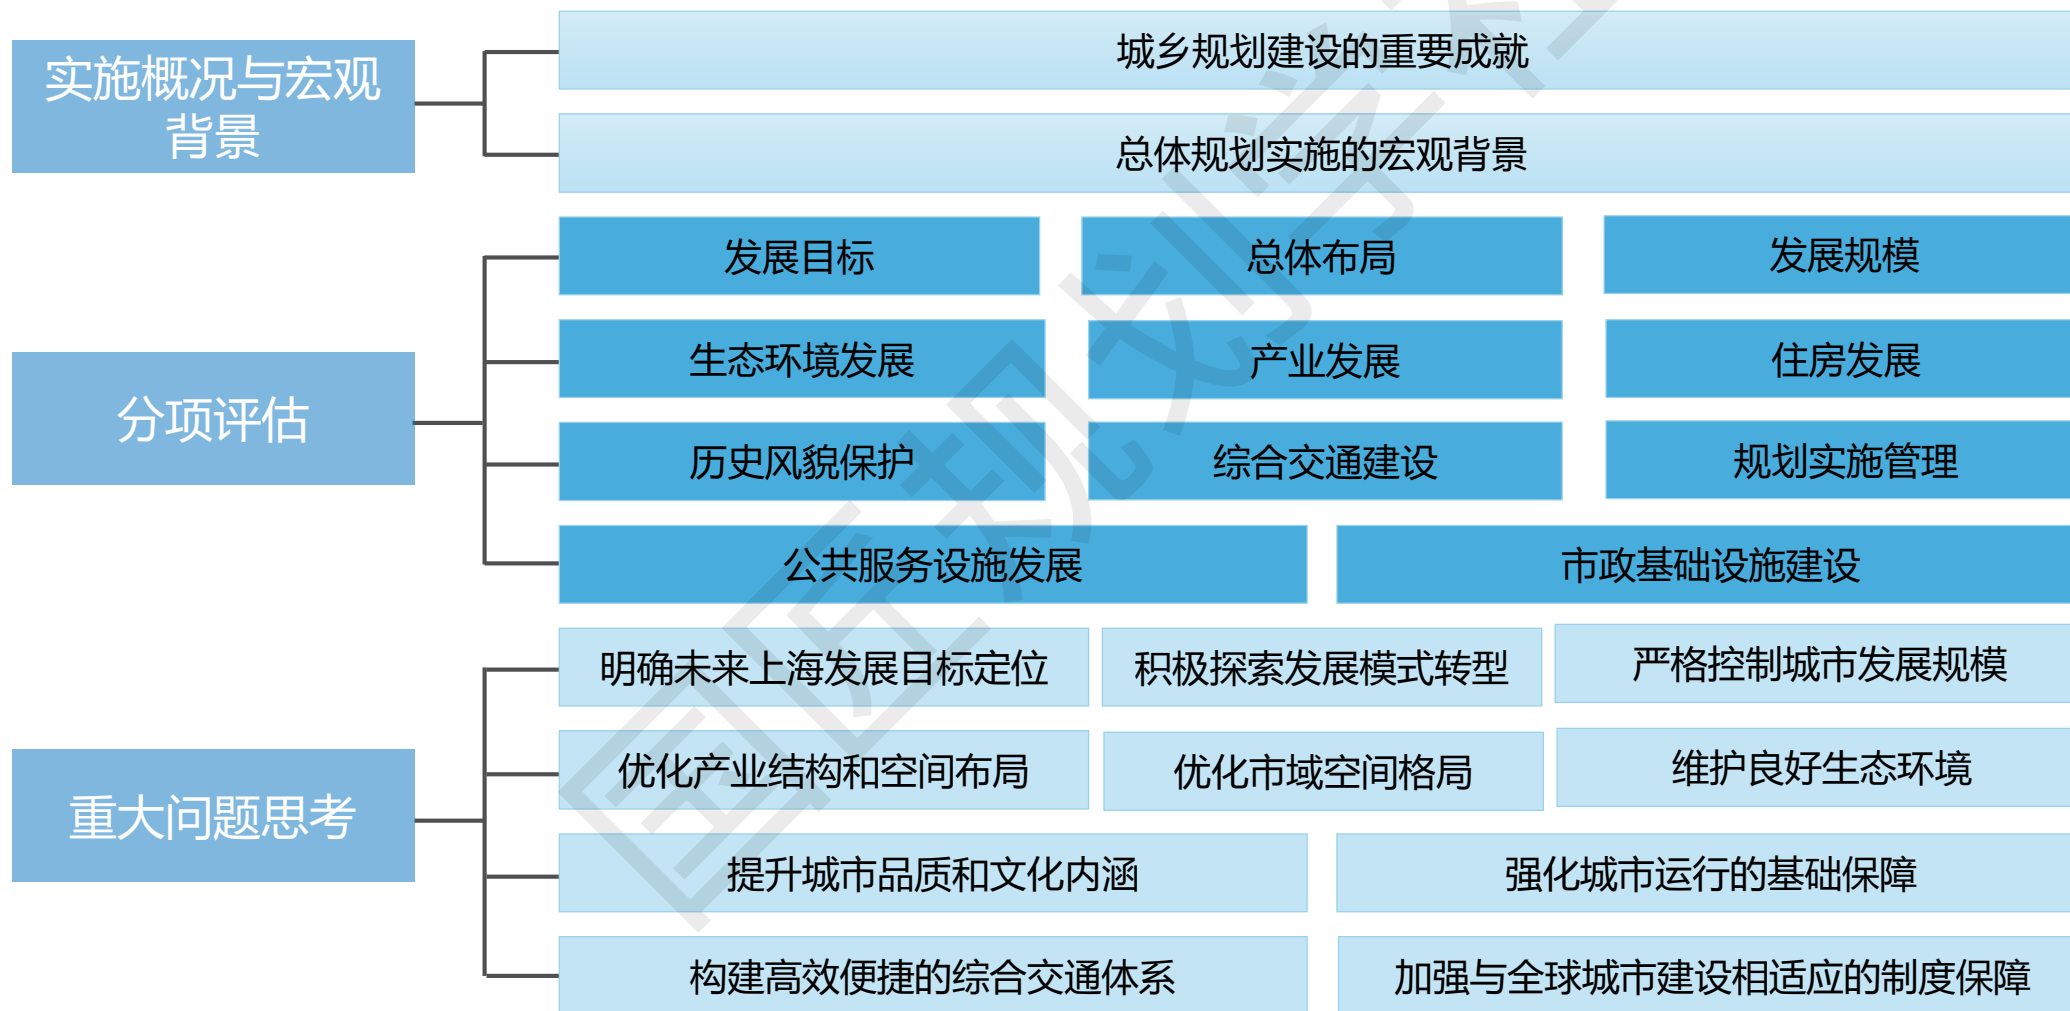 实施概况与宏观
背景
城乡规划建设的重要成就
总体规划实施的宏观背景
分项评估
发展目标
总体布局
发展规模
生态环境发展
产业发展
住房发展
历史风貌保护
综合交通建设
规划实施管理
公共服务设施发展
市政基础设施建设
重大问题思考
明确未来上海发展目标定位
积极探索发展模式转型
严格控制城市发展规模
优化产业结构和空间布局
优化市域空间格局
维护良好生态环境
提升城市品质和文化内涵
强化城市运行的基础保障
构建高效便捷的综合交通体系
加强与全球城市建设相适应的制度保障
国匠规划学社